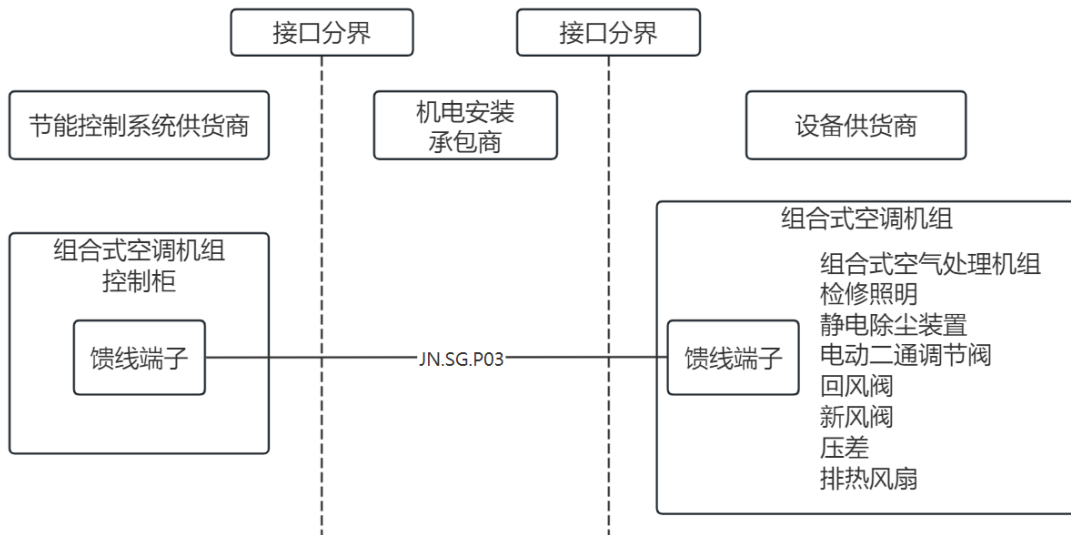 接口分界
接口分界
节能控制系统供货商
机电安装
承包商
设备供货商
组合式空调机组
控制柜
馈线端子
JN.SG.P03
组合式空调机组
馈线端子
组合式空气处理机组
检修照明
静电除尘装置
电动二通调节阀
回风阀
新风阀
压差
排热风扇